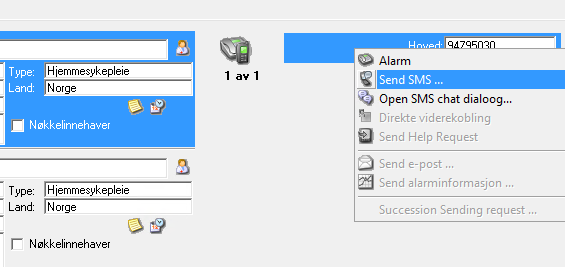 Hoved: 94795030
Type: Hjemmesykepleie
Land: Norge
Nøkkelinnehaver
1 av 1
Alarm
Send SMS ...
Open SMS chat dialoog...
Direkte viderekobling
Send Help Request
Send e-post ...
Send alarminformasjon ...
Succession Sending request ...
Type: Hjemmesykepleie
Land: Norge
Nøkkelinnehaver